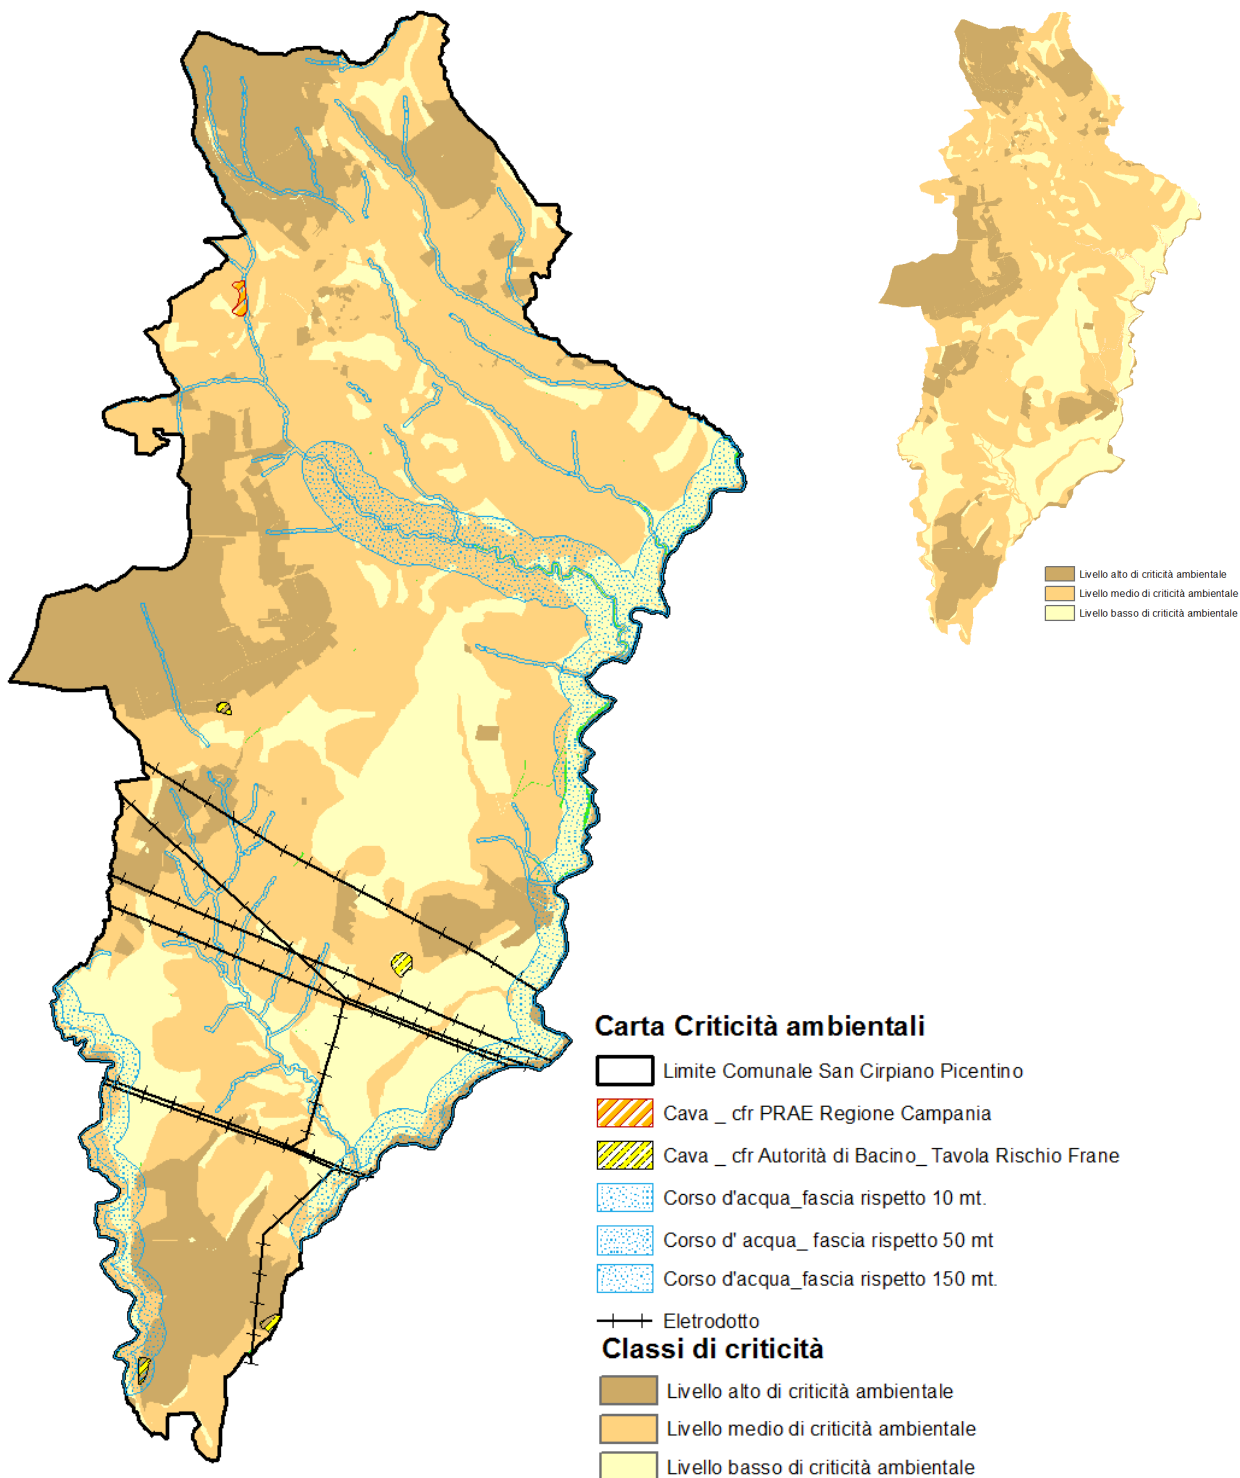 Livello alto di criticità ambientale
Livello medio di criticità ambientale
Livello basso di criticità ambientale
Carta Criticità ambientali
Limite Comunale San Cirpiano Picentino
Cava _ cfr PRAE Regione Campania
Cava _ cfr Autorità di Bacino_ Tavola Rischio Frane
Corso d'acqua_fascia rispetto 10 mt.
Corso d' acqua_ fascia rispetto 50 mt
Corso d'acqua_fascia rispetto 150 mt.
Eletrodotto
Classi di criticità
Livello alto di criticità ambientale
Livello medio di criticità ambientale
Livello basso di criticità ambientale